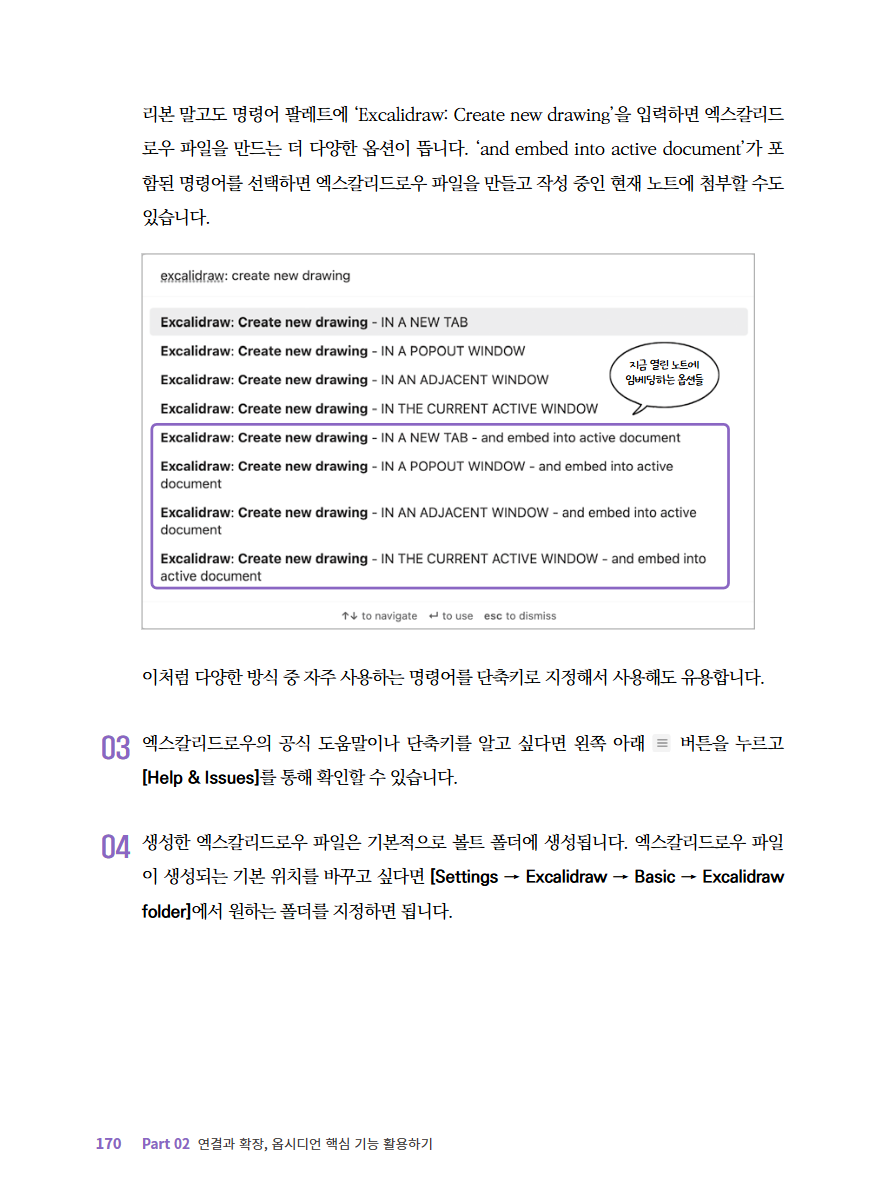 리본 말고도 명령어 팔레트에 ‘Excalidraw: Create new drawing’을 입력하면 엑스칼리드
로우 파일을 만드는 더 다양한 옵션이 뜹니다. ‘and embed into active document’가 포
함된 명령어를 선택하면 엑스칼리드로우 파일을 만들고 작성 중인 현재 노트에 첨부할 수도
있습니다.
excalidraw: create new drawing
Excalidraw: Create new drawing - IN A NEW TAB
Excalidraw: Create new drawing - IN A POPOUT WINDOW
Excalidraw: Create new drawing - IN AN ADJACENT WINDOW
Excalidraw: Create new drawing - IN THE CURRENT ACTIVE WINDOW
지금 열린 노트에
임베딩하는 옵션들
Excalidraw: Create new drawing - IN A NEW TAB - and embed into active document
Excalidraw: Create new drawing - IN A POPOUT WINDOW - and embed into active
document
Excalidraw: Create new drawing - IN AN ADJACENT WINDOW - and embed into active
document
Excalidraw: Create new drawing - IN THE CURRENT ACTIVE WINDOW - and embed into
active document
↑↓ to navigate ↵ to use esc to dismiss
이처럼 다양한 방식 중 자주 사용하는 명령어를 단축키로 지정해서 사용해도 유용합니다.
03 엑스칼리드로우의 공식 도움말이나 단축키를 알고 싶다면 왼쪽 아래 ≡ 버튼을 누르고
[Help & Issues]를 통해 확인할 수 있습니다.
04 생성한 엑스칼리드로우 파일은 기본적으로 볼트 폴더에 생성됩니다. 엑스칼리드로우 파일
이 생성되는 기본 위치를 바꾸고 싶다면 [Settings → Excalidraw → Basic → Excalidraw
folder]에서 원하는 폴더를 지정하면 됩니다.
170 Part 02 연결과 확장, 옵시디언 핵심 기능 활용하기